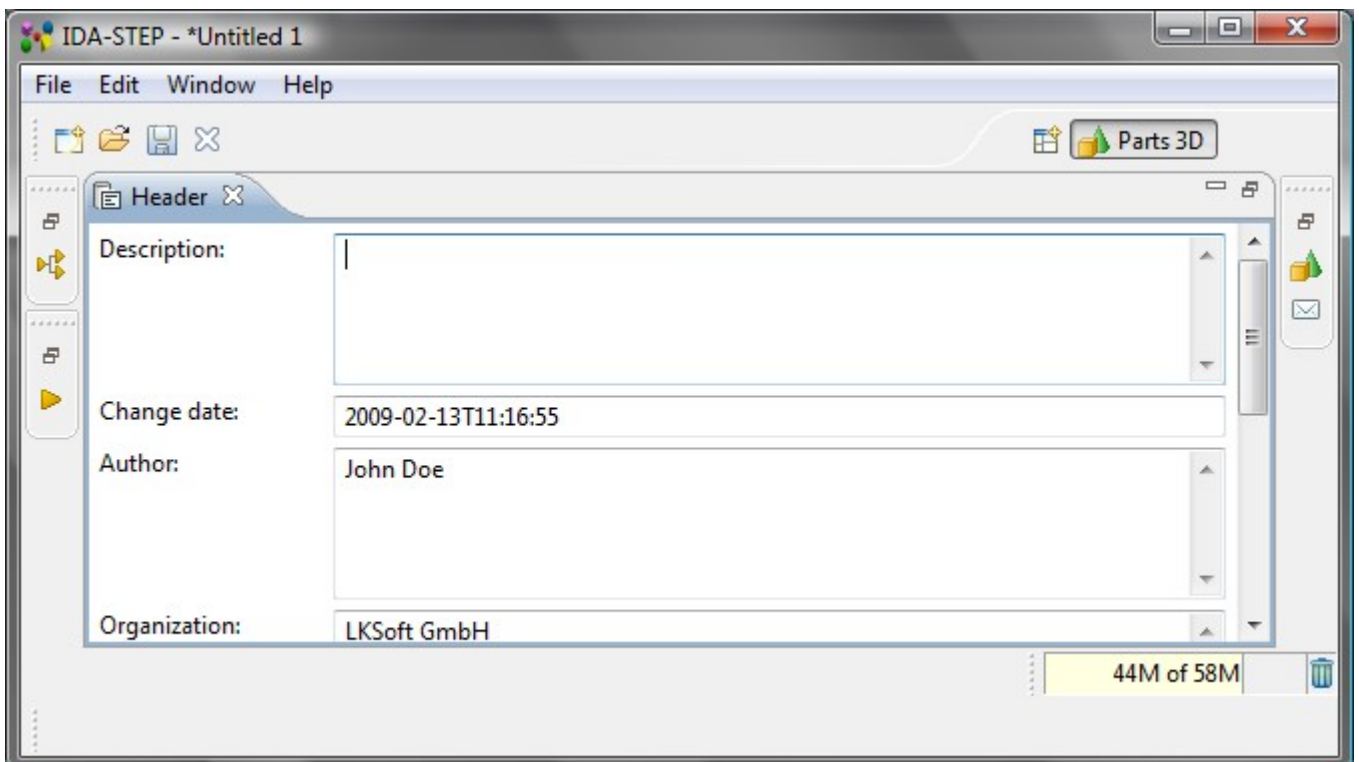 IDA-STEP - *Untitled 1
File Edit Window Help
Parts 3D
Header
Description:
Change date: 2009-02-13T11:16:55
Author: John Doe
Organization: LKSoft GmbH
44M of 58M